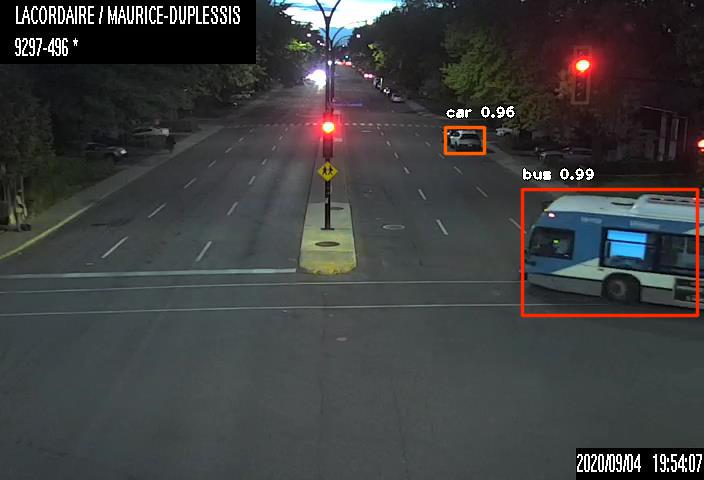 LACORDAIRE / MAURICE-DUPLESSIS
9297-496 *
car 0.96
bus 0.99
2020/09/04 19:54:07